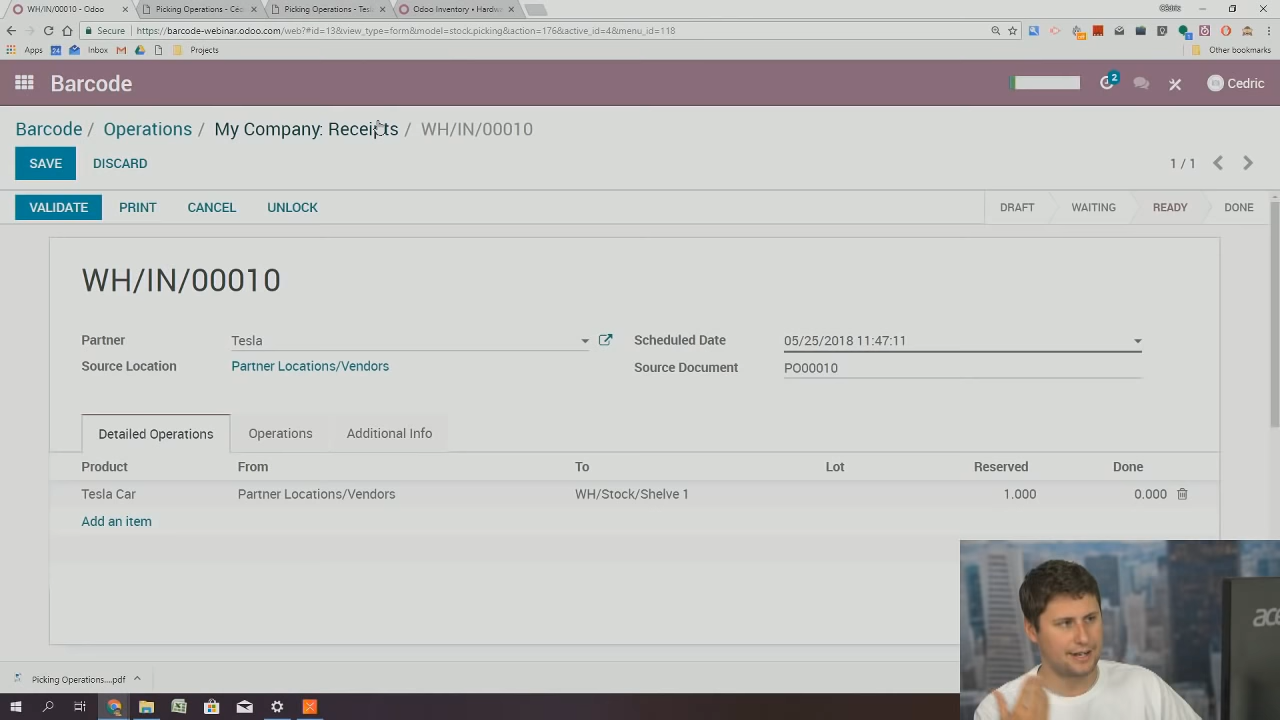 WH/IN/00010 - Odoo
Picking Operations - Ced
Picking Operations - Tesl
Odoo Inventory • Hardw
Secure
https://barcode-webinar.odoo.com/web?#id=13&view_type=form&model=stock.picking&action=176&active_id=4&menu_id=118
Apps
Inbox
Projects
Other bookmarks
Barcode
2
Cedric
Barcode / Operations / My Company: Receipts / WH/IN/00010
SAVE DISCARD
1 / 1
VALIDATE PRINT CANCEL UNLOCK
DRAFT WAITING READY DONE
WH/IN/00010
Partner Tesla
Scheduled Date 05/25/2018 11:47:11
Source Location Partner Locations/Vendors
Source Document PO00010
Detailed Operations Operations Additional Info
Product From To Lot Reserved Done
Tesla Car Partner Locations/Vendors WH/Stock/Shelve 1 1.000 0.000
Add an item
Picking Operations....pdf
ace